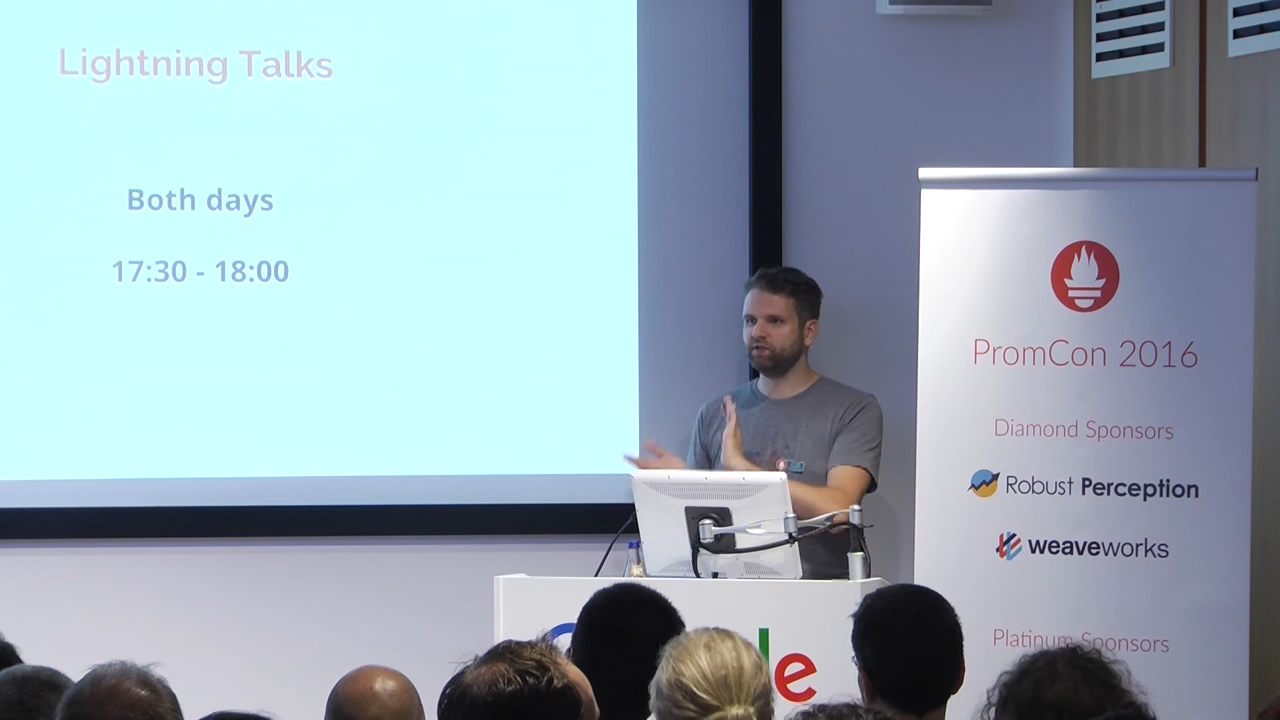 Lightning Talks
Both days
17:30 - 18:00
PromCon 2016
Diamond Sponsors
Robust Perception
weaveworks
Platinum Sponsors